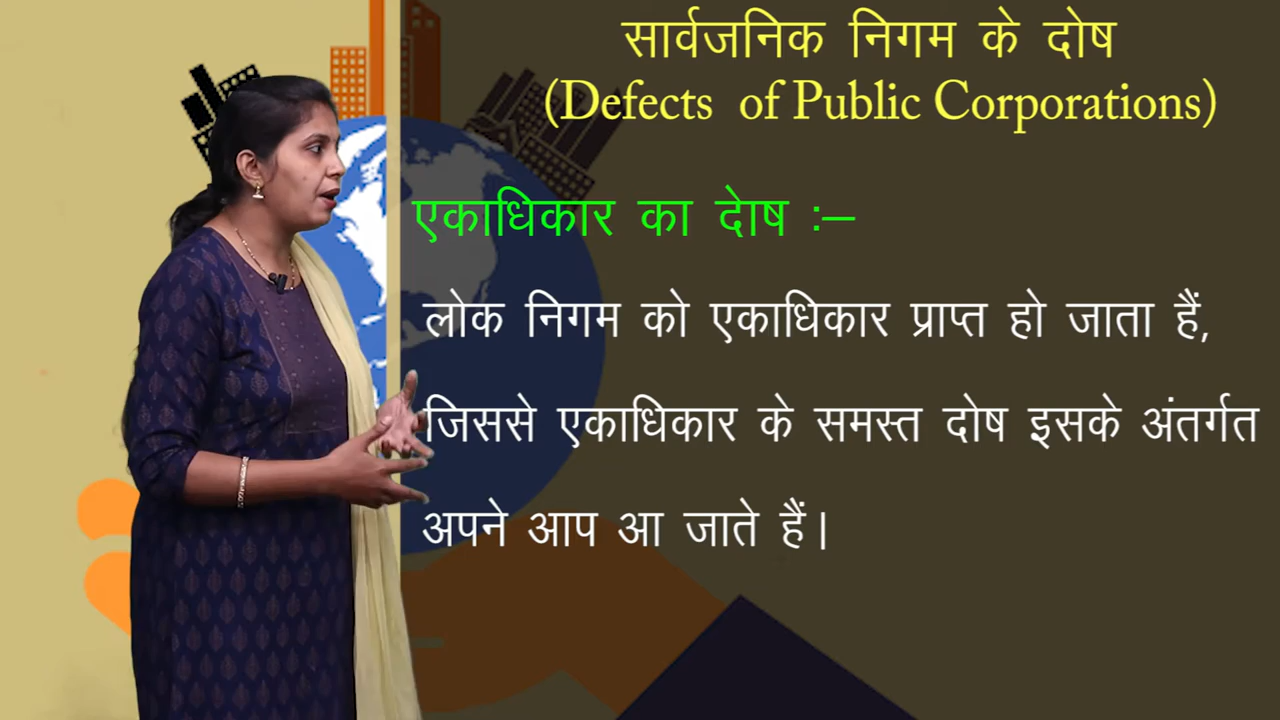 सार्वजनिक निगम के दोष
(Defects of Public Corporations)
एकाधिकार का दोष :–
लोक निगम को एकाधिकार प्राप्त हो जाता हैं,
जिससे एकाधिकार के समस्त दोष इसके अंतर्गत
अपने आप आ जाते हैं।